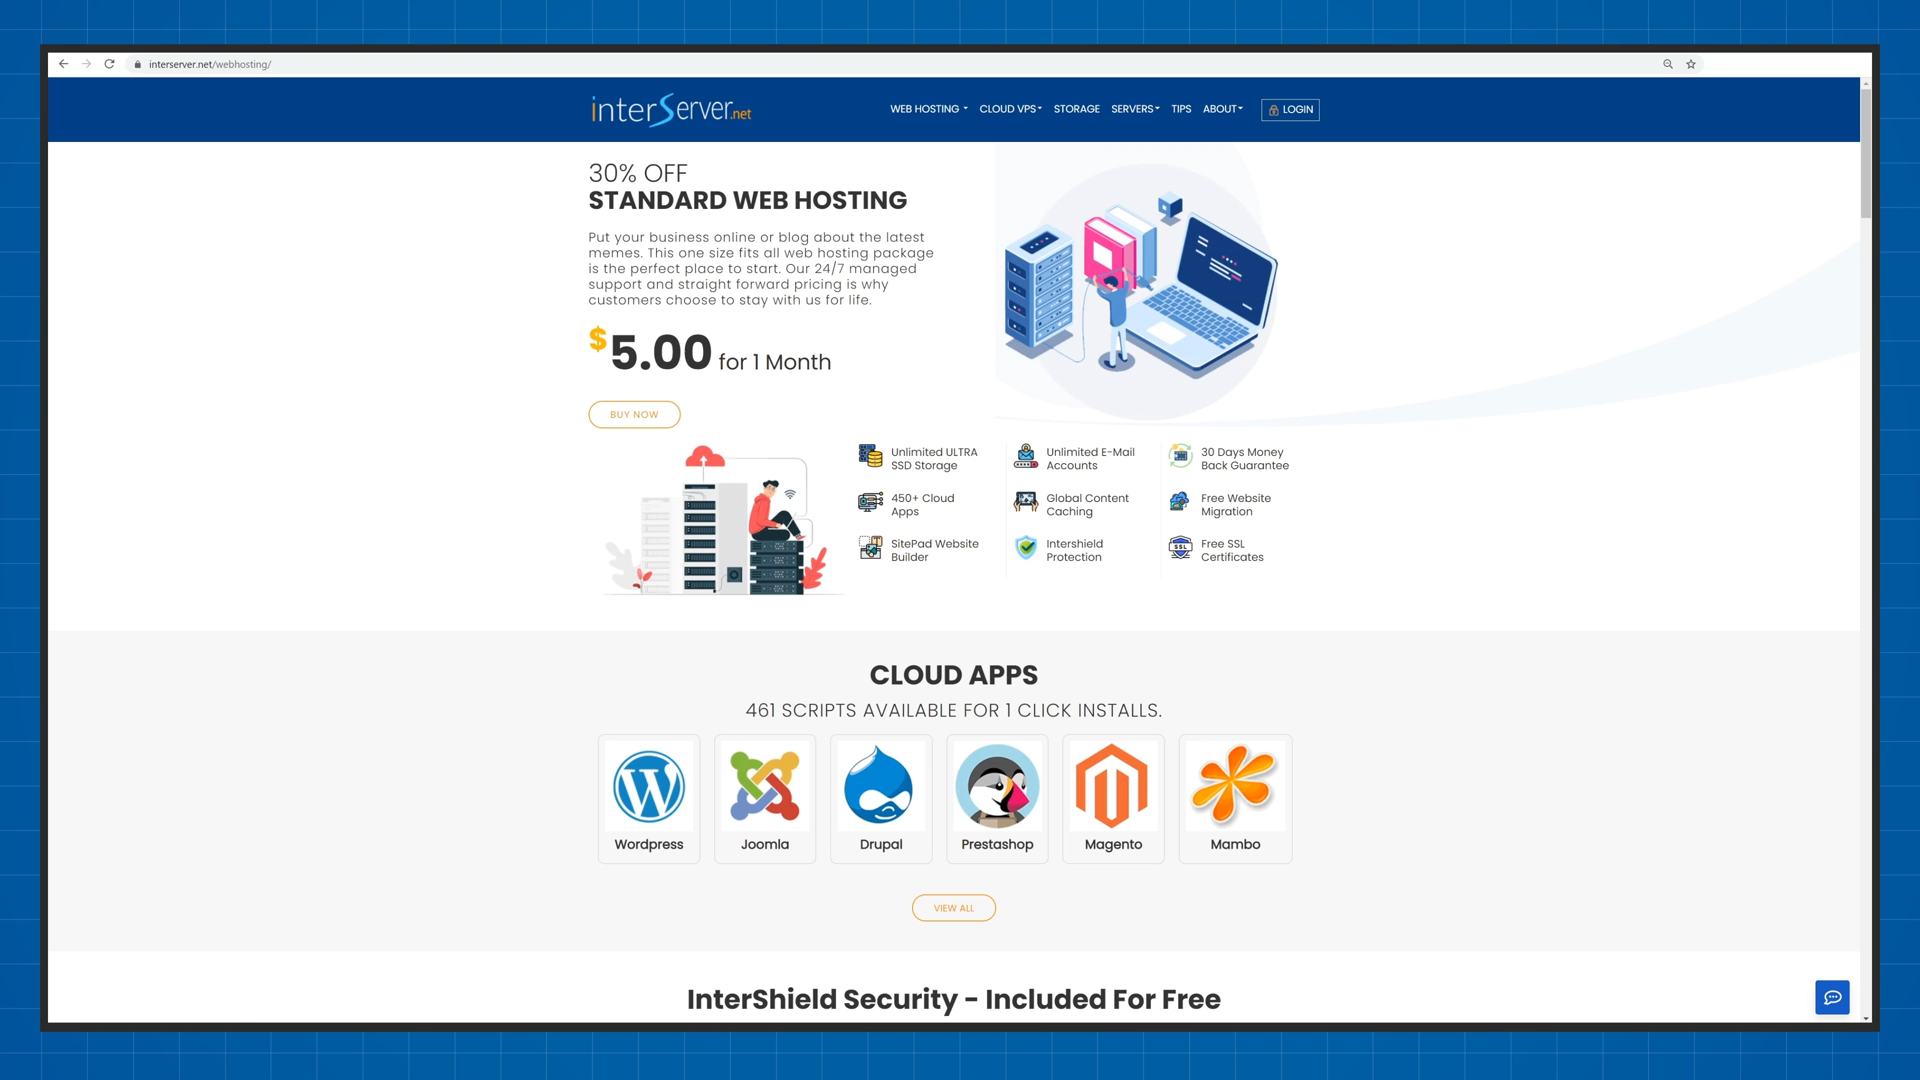 interserver.net/webhosting/
interServer.net
WEB HOSTING
CLOUD VPS
STORAGE
SERVERS
TIPS
ABOUT
LOGIN
30% OFF
STANDARD WEB HOSTING
Put your business online or blog about the latest
memes. This one size fits all web hosting package
is the perfect place to start. Our 24/7 managed
support and straight forward pricing is why
customers choose to stay with us for life.
$5.00 for 1 Month
BUY NOW
Unlimited ULTRA
SSD Storage
Unlimited E-Mail
Accounts
30 Days Money
Back Guarantee
450+ Cloud
Apps
Global Content
Caching
Free Website
Migration
SitePad Website
Builder
Intershield
Protection
SSL
Free SSL
Certificates
CLOUD APPS
461 SCRIPTS AVAILABLE FOR 1 CLICK INSTALLS.
Wordpress
Joomla
Drupal
Prestashop
Magento
Mambo
VIEW ALL
InterShield Security - Included For Free